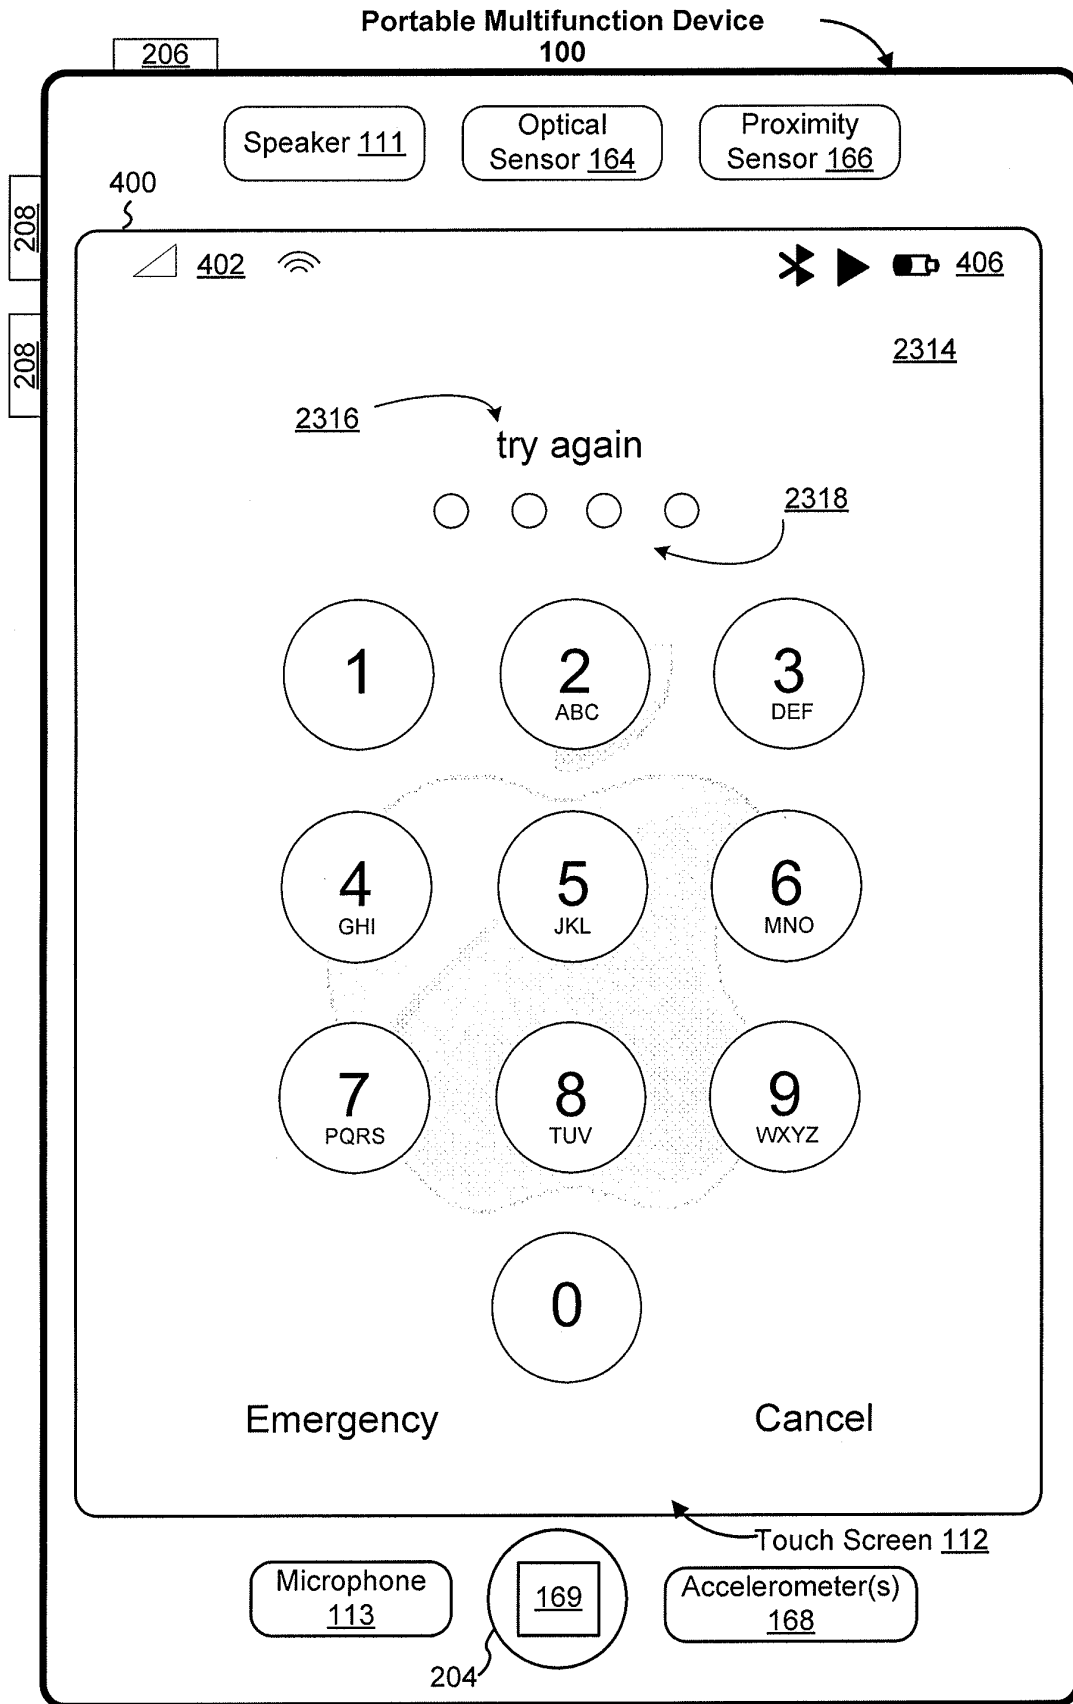 Portable Multifunction Device
100
206
Speaker 111
Optical
Sensor 164
Proximity
Sensor 166
400
208
402
406
208
2314
2316
try again
2318
1
2
ABC
3
DEF
4
GHI
5
JKL
6
MNO
7
PQRS
8
TUV
9
WXYZ
0
Emergency
Cancel
Touch Screen 112
Microphone
113
169
Accelerometer(s)
168
204